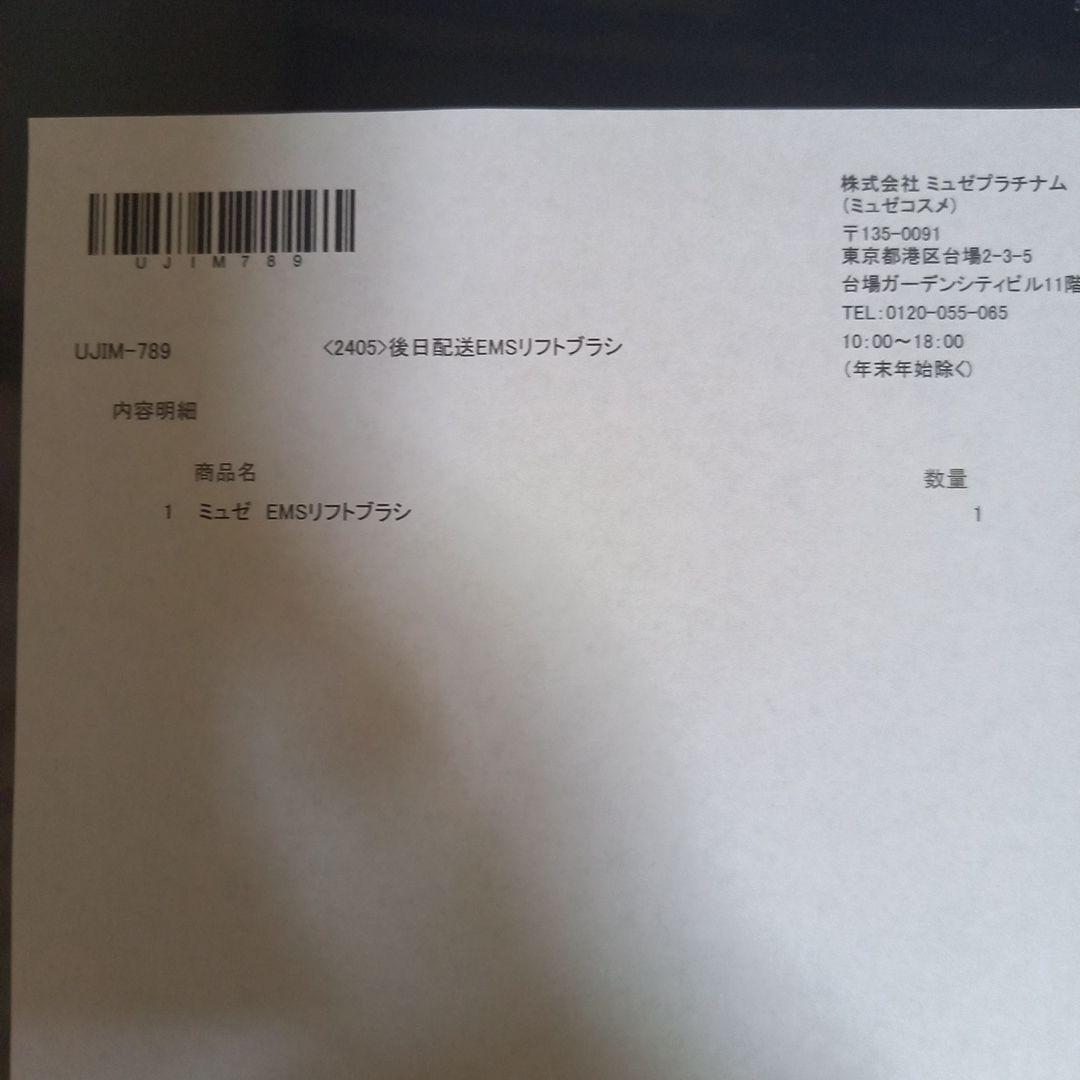 株式会社 ミュゼプラチナム
(ミュゼコスメ)
〒135-0091
東京都港区台場2-3-5
台場ガーデンシティビル11階
TEL:0120-055-065
10:00～18:00
(年末年始除く)
UJIM789
UJIM-789 <2405>後日配送EMSリフトブラシ
内容明細
商品名 数量
1 ミュゼ EMSリフトブラシ 1